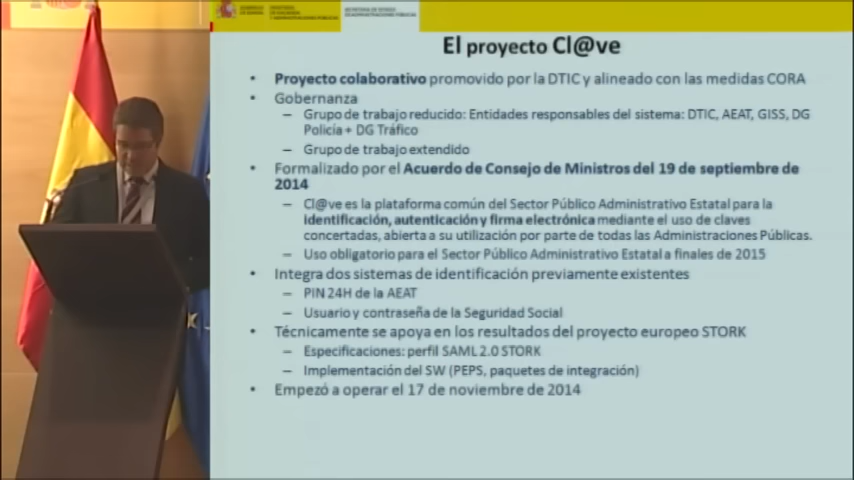 El proyecto Cl@ve
• Proyecto colaborativo promovido por la DTIC y alineado con las medidas CORA
• Gobernanza
– Grupo de trabajo reducido: Entidades responsables del sistema: DTIC, AEAT, GISS, DG
Policía + DG Tráfico
– Grupo de trabajo extendido
• Formalizado por el Acuerdo de Consejo de Ministros del 19 de septiembre de
2014
– Cl@ve es la plataforma común del Sector Público Administrativo Estatal para la
identificación, autenticación y firma electrónica mediante el uso de claves
concertadas, abierta a su utilización por parte de todas las Administraciones Públicas.
– Uso obligatorio para el Sector Público Administrativo Estatal a finales de 2015
• Integra dos sistemas de identificación previamente existentes
– PIN 24H de la AEAT
– Usuario y contraseña de la Seguridad Social
• Técnicamente se apoya en los resultados del proyecto europeo STORK
– Especificaciones: perfil SAML 2.0 STORK
– Implementación del SW (PEPS, paquetes de integración)
• Empezó a operar el 17 de noviembre de 2014